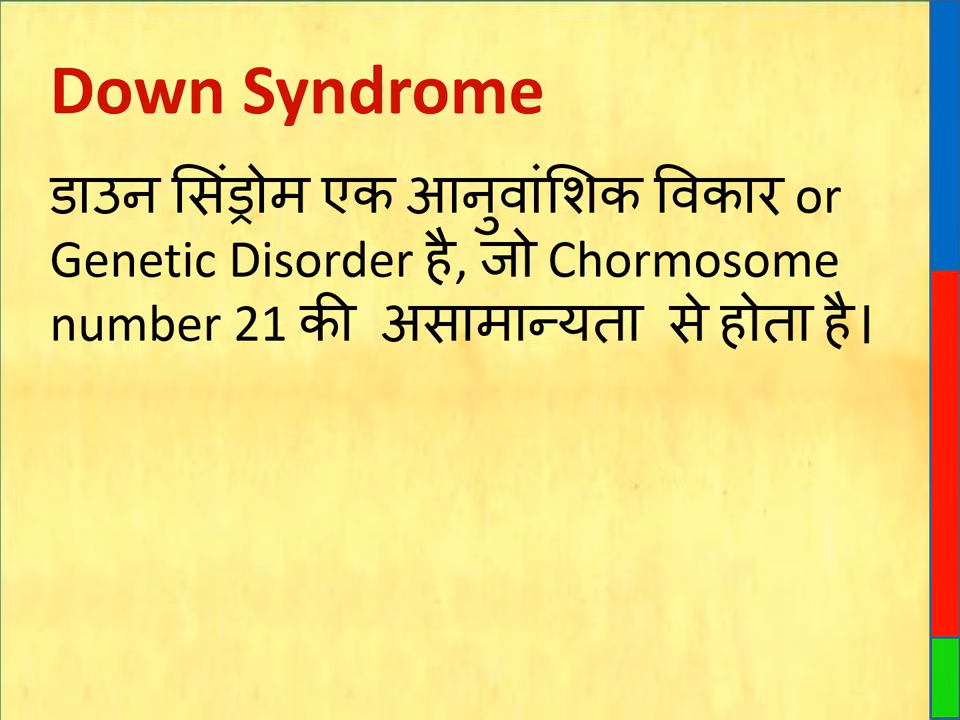 Down Syndrome
डाउन सिंड्रोम एक आनुवांशिक विकार or
Genetic Disorder है, जो Chormosome
number 21 की असामान्यता से होता है।